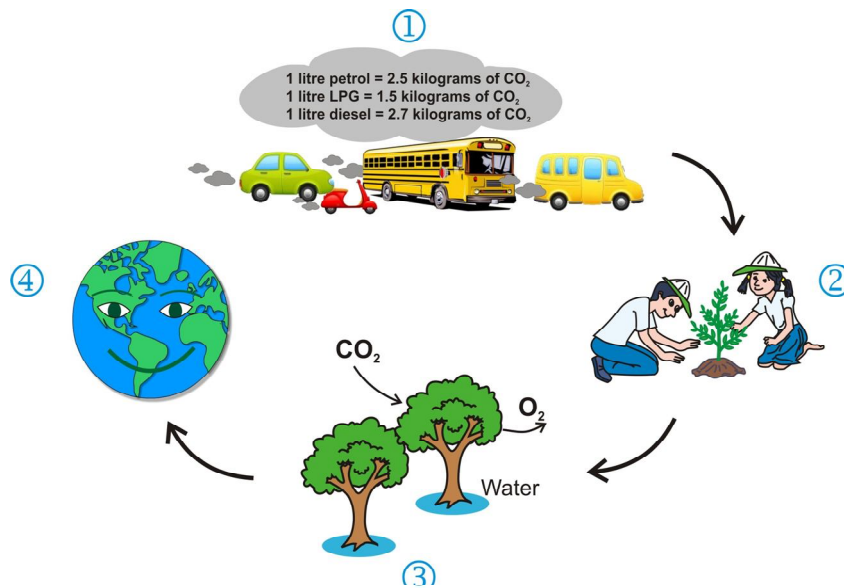 ①
1 litre petrol = 2.5 kilograms of CO₂
1 litre LPG = 1.5 kilograms of CO₂
1 litre diesel = 2.7 kilograms of CO₂
②
③
CO₂
O₂
Water
④